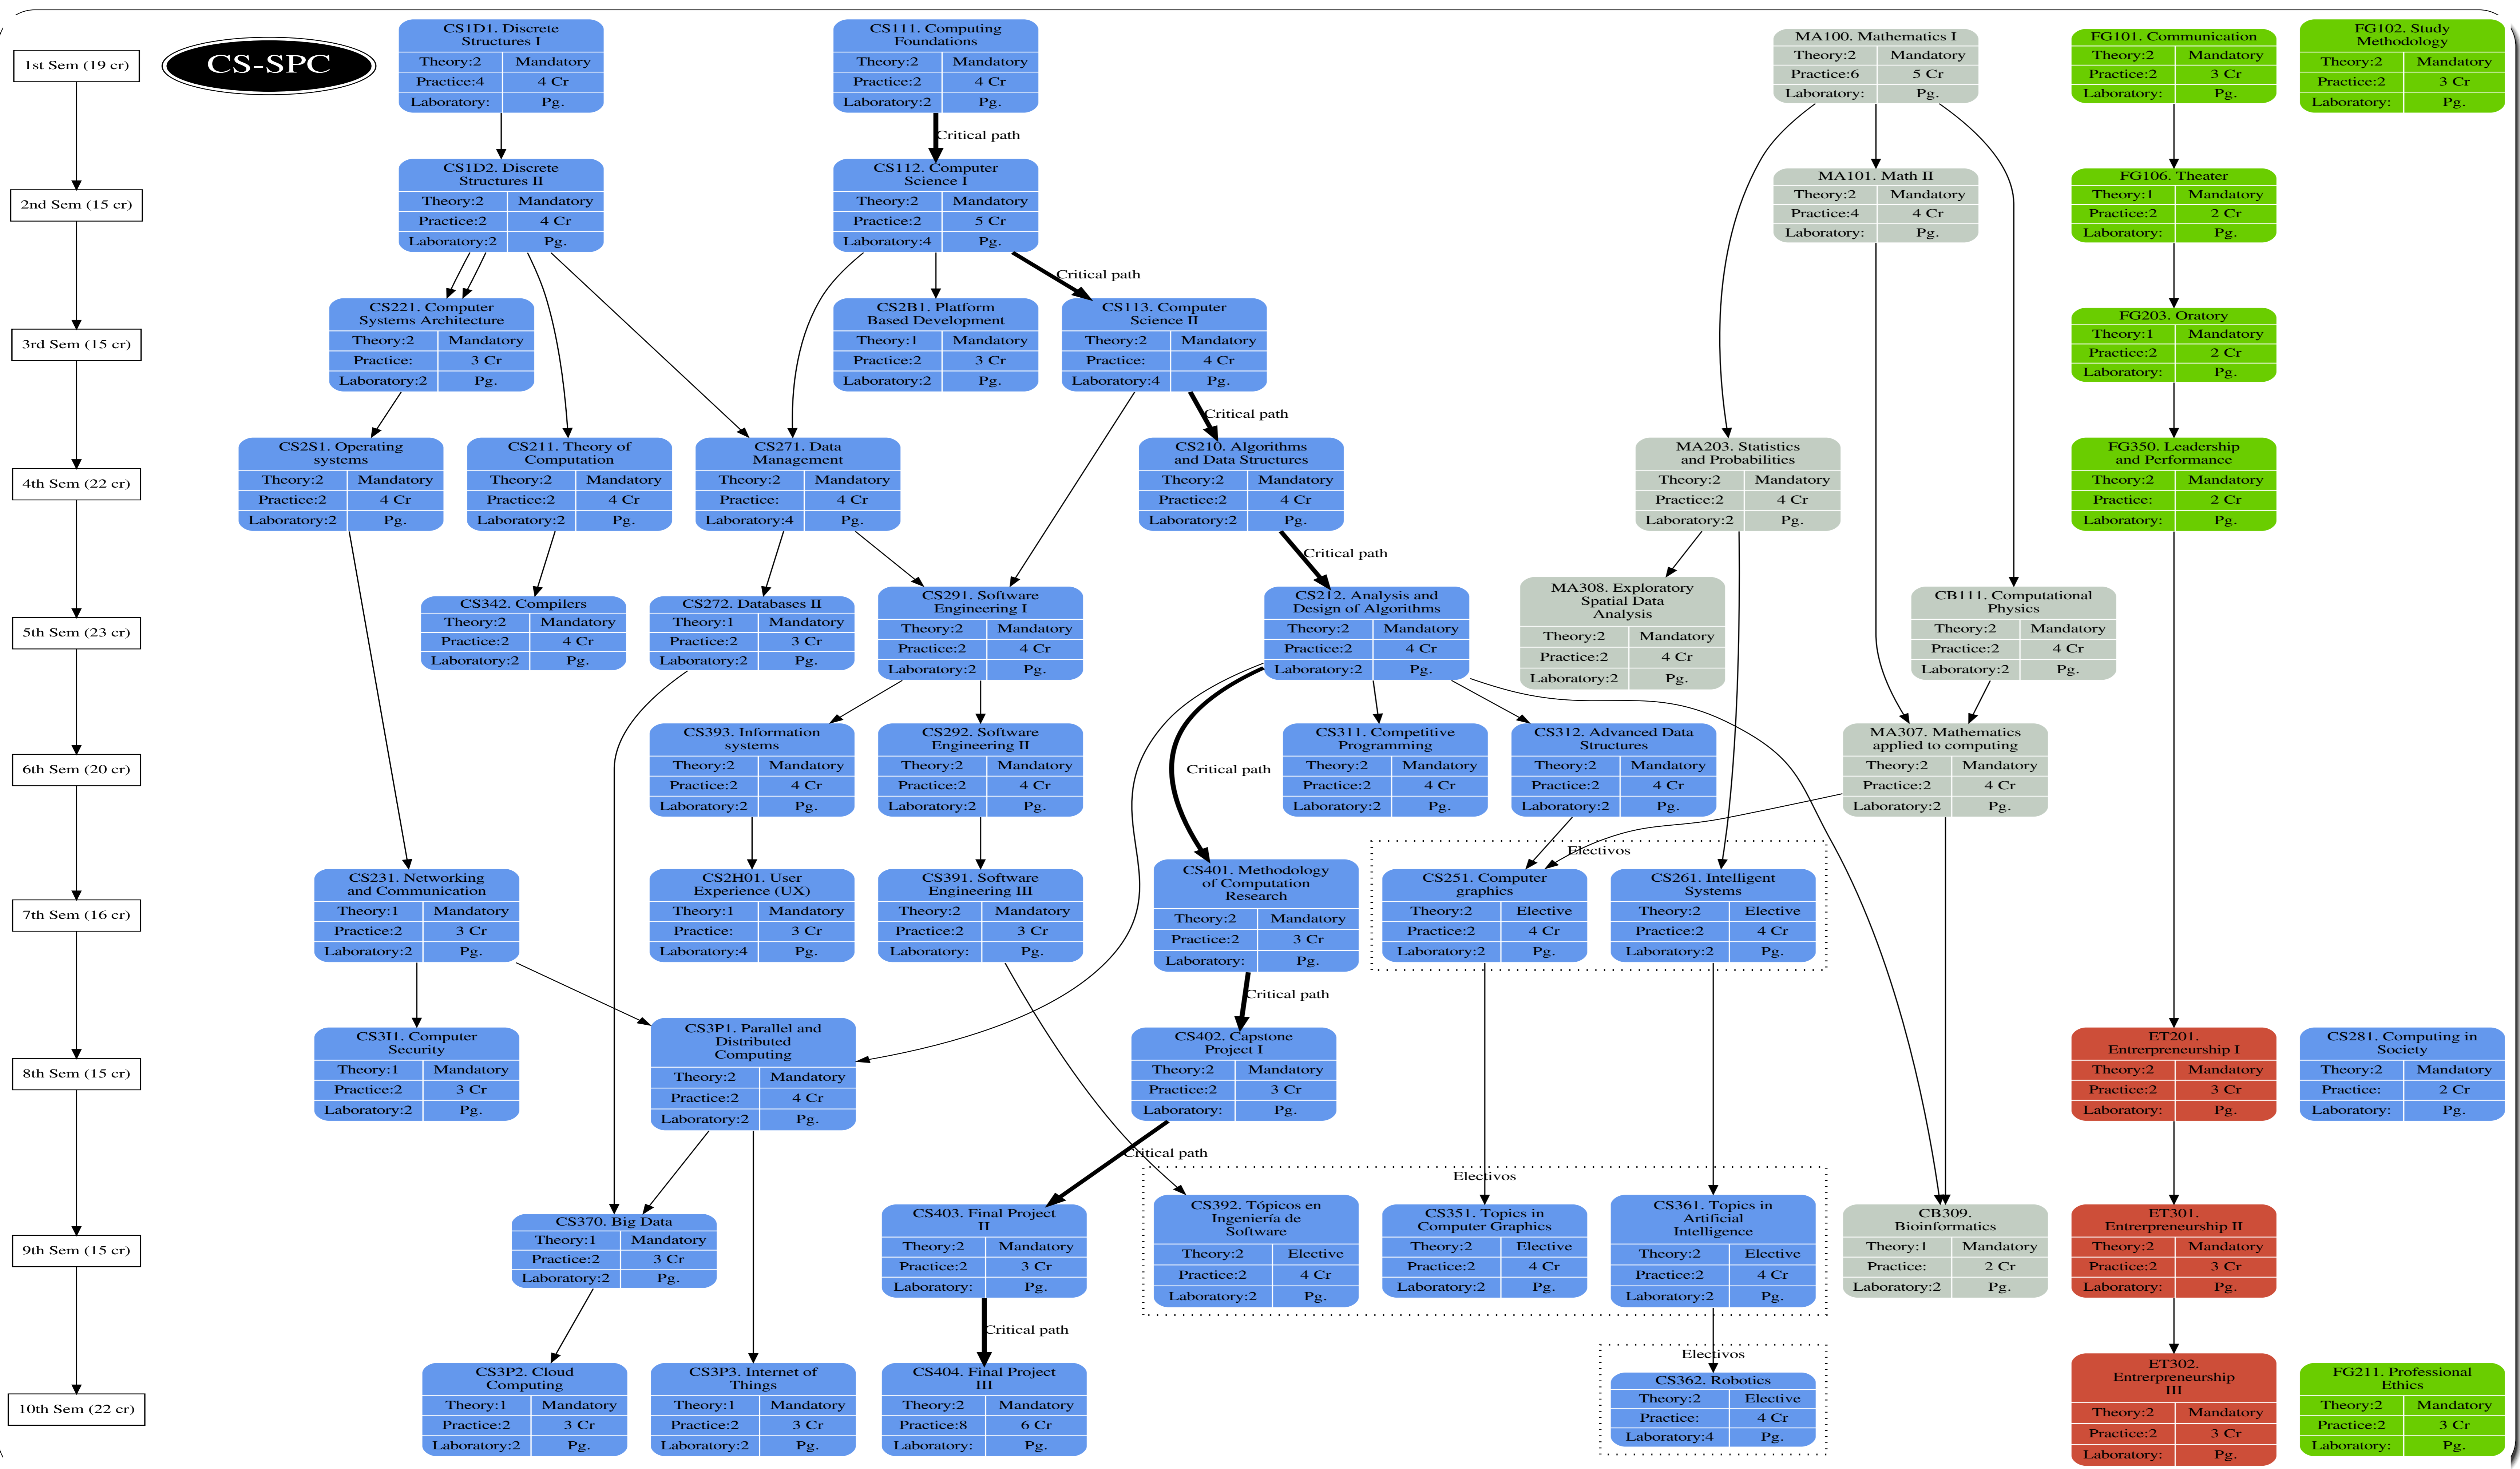 CS-SPC
1st Sem (19 cr)
CS1D1. Discrete
Structures I
Theory:2 Mandatory
Practice:4 4 Cr
Laboratory: Pg.
CS111. Computing
Foundations
Theory:2 Mandatory
Practice:2 4 Cr
Laboratory:2 Pg.
MA100. Mathematics I
Theory:2 Mandatory
Practice:6 5 Cr
Laboratory: Pg.
FG101. Communication
Theory:2 Mandatory
Practice:2 3 Cr
Laboratory: Pg.
FG102. Study
Methodology
Theory:2 Mandatory
Practice:2 3 Cr
Laboratory: Pg.
Critical path
2nd Sem (15 cr)
CS1D2. Discrete
Structures II
Theory:2 Mandatory
Practice:2 4 Cr
Laboratory:2 Pg.
CS112. Computer
Science I
Theory:2 Mandatory
Practice:2 5 Cr
Laboratory:4 Pg.
MA101. Math II
Theory:2 Mandatory
Practice:4 4 Cr
Laboratory: Pg.
FG106. Theater
Theory:1 Mandatory
Practice:2 2 Cr
Laboratory: Pg.
Critical path
3rd Sem (15 cr)
CS221. Computer
Systems Architecture
Theory:2 Mandatory
Practice: 3 Cr
Laboratory:2 Pg.
CS2B1. Platform
Based Development
Theory:1 Mandatory
Practice:2 3 Cr
Laboratory:2 Pg.
CS113. Computer
Science II
Theory:2 Mandatory
Practice: 4 Cr
Laboratory:4 Pg.
FG203. Oratory
Theory:1 Mandatory
Practice:2 2 Cr
Laboratory: Pg.
Critical path
4th Sem (22 cr)
CS2S1. Operating
systems
Theory:2 Mandatory
Practice:2 4 Cr
Laboratory:2 Pg.
CS211. Theory of
Computation
Theory:2 Mandatory
Practice:2 4 Cr
Laboratory:2 Pg.
CS271. Data
Management
Theory:2 Mandatory
Practice: 4 Cr
Laboratory:4 Pg.
CS210. Algorithms
and Data Structures
Theory:2 Mandatory
Practice:2 4 Cr
Laboratory:2 Pg.
MA203. Statistics
and Probabilities
Theory:2 Mandatory
Practice:2 4 Cr
Laboratory:2 Pg.
FG350. Leadership
and Performance
Theory:2 Mandatory
Practice: 2 Cr
Laboratory: Pg.
Critical path
5th Sem (23 cr)
CS342. Compilers
Theory:2 Mandatory
Practice:2 4 Cr
Laboratory:2 Pg.
CS272. Databases II
Theory:1 Mandatory
Practice:2 3 Cr
Laboratory:2 Pg.
CS291. Software
Engineering I
Theory:2 Mandatory
Practice:2 4 Cr
Laboratory:2 Pg.
CS212. Analysis and
Design of Algorithms
Theory:2 Mandatory
Practice:2 4 Cr
Laboratory:2 Pg.
MA308. Exploratory
Spatial Data
Analysis
Theory:2 Mandatory
Practice:2 4 Cr
Laboratory:2 Pg.
CB111. Computational
Physics
Theory:2 Mandatory
Practice:2 4 Cr
Laboratory:2 Pg.
6th Sem (20 cr)
CS393. Information
systems
Theory:2 Mandatory
Practice:2 4 Cr
Laboratory:2 Pg.
CS292. Software
Engineering II
Theory:2 Mandatory
Practice:2 4 Cr
Laboratory:2 Pg.
Critical path
CS311. Competitive
Programming
Theory:2 Mandatory
Practice:2 4 Cr
Laboratory:2 Pg.
CS312. Advanced Data
Structures
Theory:2 Mandatory
Practice:2 4 Cr
Laboratory:2 Pg.
MA307. Mathematics
applied to computing
Theory:2 Mandatory
Practice:2 4 Cr
Laboratory:2 Pg.
Electivos
7th Sem (16 cr)
CS231. Networking
and Communication
Theory:1 Mandatory
Practice:2 3 Cr
Laboratory:2 Pg.
CS2H01. User
Experience (UX)
Theory:1 Mandatory
Practice: 3 Cr
Laboratory:4 Pg.
CS391. Software
Engineering III
Theory:2 Mandatory
Practice:2 3 Cr
Laboratory: Pg.
CS401. Methodology
of Computation
Research
Theory:2 Mandatory
Practice:2 3 Cr
Laboratory: Pg.
CS251. Computer
graphics
Theory:2 Elective
Practice:2 4 Cr
Laboratory:2 Pg.
CS261. Intelligent
Systems
Theory:2 Elective
Practice:2 4 Cr
Laboratory:2 Pg.
Critical path
8th Sem (15 cr)
CS3I1. Computer
Security
Theory:1 Mandatory
Practice:2 3 Cr
Laboratory:2 Pg.
CS3P1. Parallel and
Distributed
Computing
Theory:2 Mandatory
Practice:2 4 Cr
Laboratory:2 Pg.
CS402. Capstone
Project I
Theory:2 Mandatory
Practice:2 3 Cr
Laboratory: Pg.
ET201.
Entrerpreneurship I
Theory:2 Mandatory
Practice:2 3 Cr
Laboratory: Pg.
CS281. Computing in
Society
Theory:2 Mandatory
Practice: 2 Cr
Laboratory: Pg.
Critical path
Electivos
9th Sem (15 cr)
CS370. Big Data
Theory:1 Mandatory
Practice:2 3 Cr
Laboratory:2 Pg.
CS403. Final Project
II
Theory:2 Mandatory
Practice:2 3 Cr
Laboratory: Pg.
CS392. Tópicos en
Ingeniería de
Software
Theory:2 Elective
Practice:2 4 Cr
Laboratory:2 Pg.
CS351. Topics in
Computer Graphics
Theory:2 Elective
Practice:2 4 Cr
Laboratory:2 Pg.
CS361. Topics in
Artificial
Intelligence
Theory:2 Elective
Practice:2 4 Cr
Laboratory:2 Pg.
CB309.
Bioinformatics
Theory:1 Mandatory
Practice: 2 Cr
Laboratory:2 Pg.
ET301.
Entrerpreneurship II
Theory:2 Mandatory
Practice:2 3 Cr
Laboratory: Pg.
Critical path
Electivos
10th Sem (22 cr)
CS3P2. Cloud
Computing
Theory:1 Mandatory
Practice:2 3 Cr
Laboratory:2 Pg.
CS3P3. Internet of
Things
Theory:1 Mandatory
Practice:2 3 Cr
Laboratory:2 Pg.
CS404. Final Project
III
Theory:2 Mandatory
Practice:8 6 Cr
Laboratory: Pg.
CS362. Robotics
Theory:2 Elective
Practice: 4 Cr
Laboratory:4 Pg.
ET302.
Entrerpreneurship
III
Theory:2 Mandatory
Practice:2 3 Cr
Laboratory: Pg.
FG211. Professional
Ethics
Theory:2 Mandatory
Practice:2 3 Cr
Laboratory: Pg.